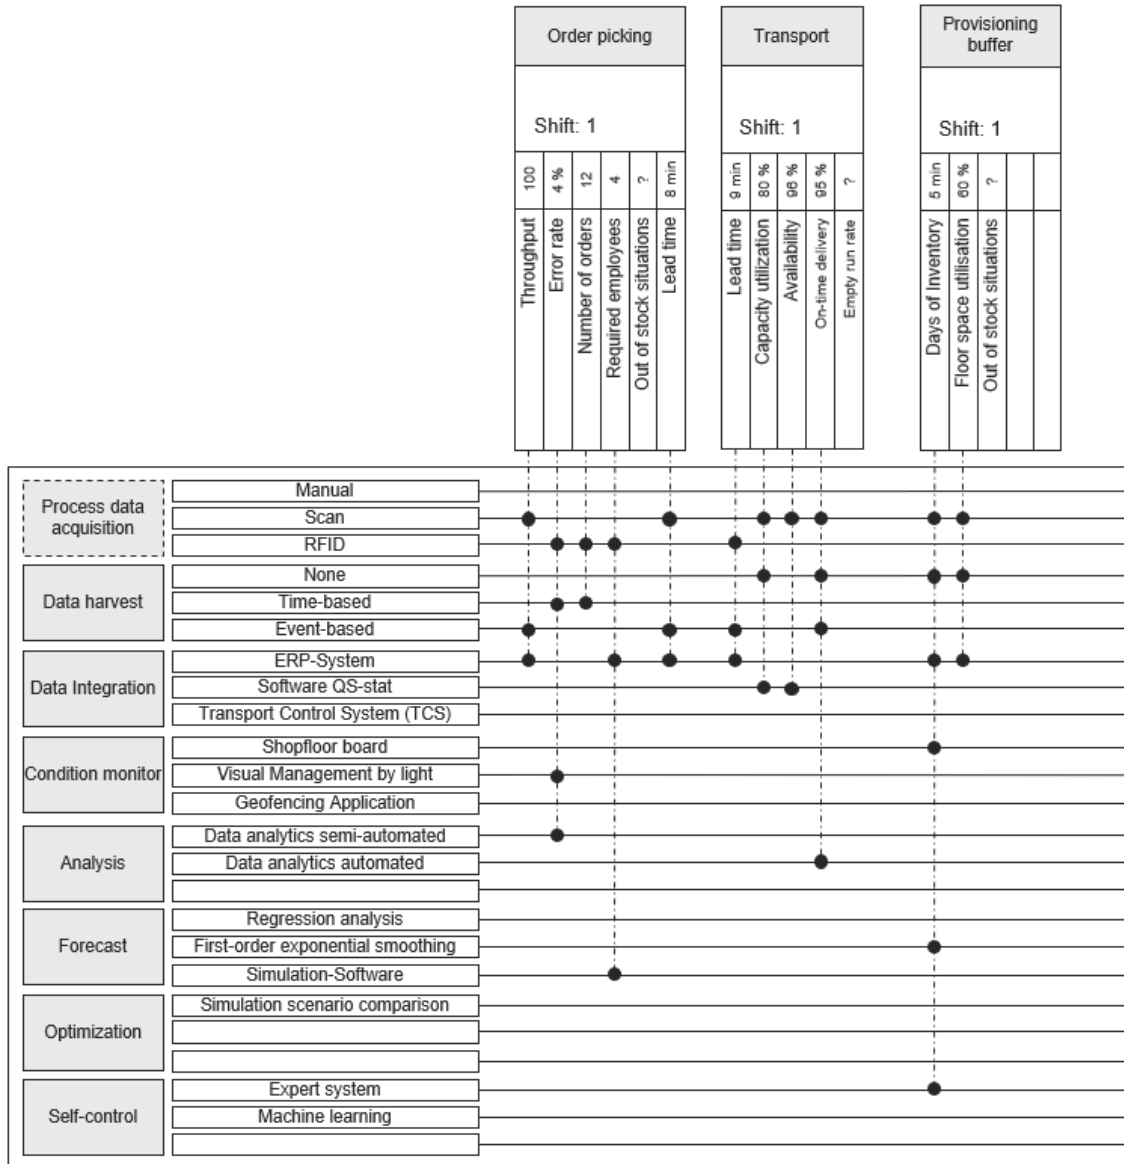 Order picking
Transport
Provisioning
buffer
Shift: 1
Shift: 1
Shift: 1
100
4 %
12
4
?
8 min
9 min
80 %
96 %
95 %
?
5 min
60 %
?
Throughput
Error rate
Number of orders
Required employees
Out of stock situations
Lead time
Lead time
Capacity utilization
Availability
On-time delivery
Empty run rate
Days of Inventory
Floor space utilisation
Out of stock situations
Process data
acquisition
Manual
Scan
RFID
Data harvest
None
Time-based
Event-based
Data Integration
ERP-System
Software QS-stat
Transport Control System (TCS)
Condition monitor
Shopfloor board
Visual Management by light
Geofencing Application
Analysis
Data analytics semi-automated
Data analytics automated
Forecast
Regression analysis
First-order exponential smoothing
Simulation-Software
Optimization
Simulation scenario comparison
Self-control
Expert system
Machine learning